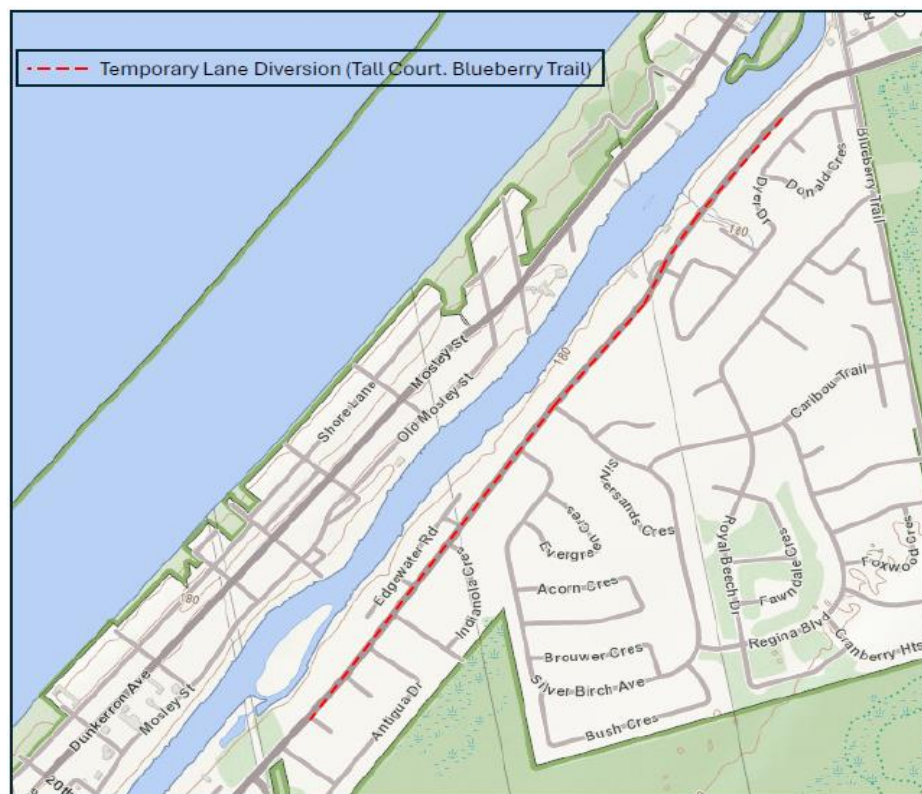 Temporary Lane Diversion (Tall Court. Blueberry Trail)
Blueberry Trail
Donald Cres
Dyer Dr
180
180
Mosley St
Shore Lane
Old Mosley St
Caribou Trail
Silversands Cres
Evergreen Cres
Edgewater Rd
Indianola Cres
Royal Beech Dr
Fawndale Cres
Foxwood Cres
Acorn Cres
180
Regina Blvd
Brouwer Cres
Cranberry Hts
Silver Birch Ave
Antigua Dr
Bush Cres
Dunkerron Ave
Mosley St
20th